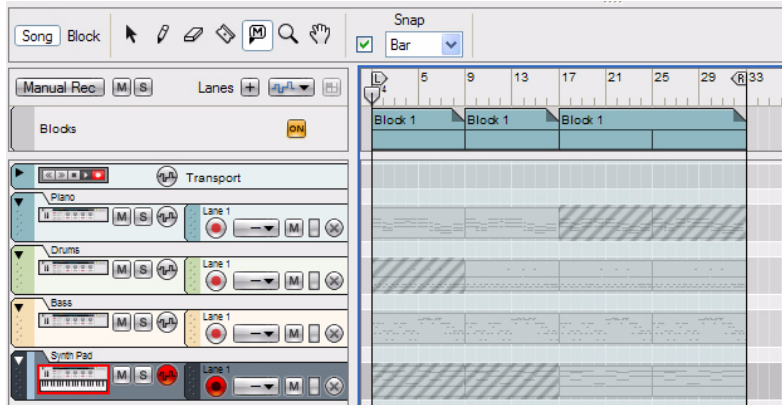 Snap
Song Block M Bar
Manual Rec M S Lanes
L 5 9 13 17 21 25 29 R 33
4
Blocks ON
Block 1 Block 1 Block 1
Transport
Piano
M S Lane 1 M
Drums
M S Lane 1 M
Bass
M S Lane 1 M
Synth Pad
M S Lane 1 M